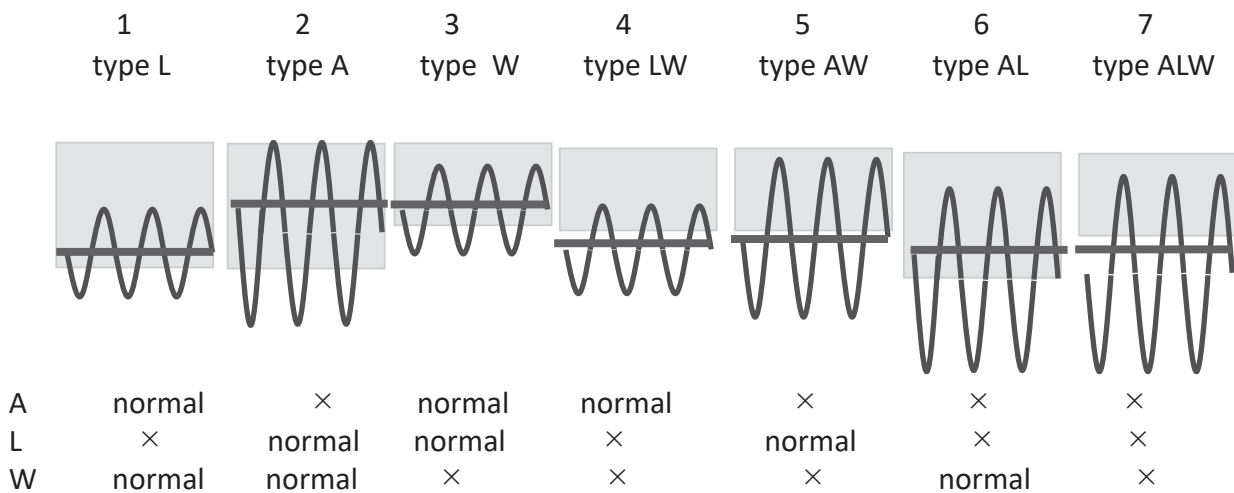 1 2 3 4 5 6 7
type L type A type W type LW type AW type AL type ALW
A normal × normal normal × × ×
L × normal normal × normal × ×
W normal normal × × × normal ×